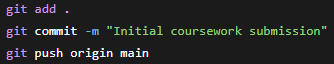 git add .
git commit -m "Initial coursework submission"
git push origin main